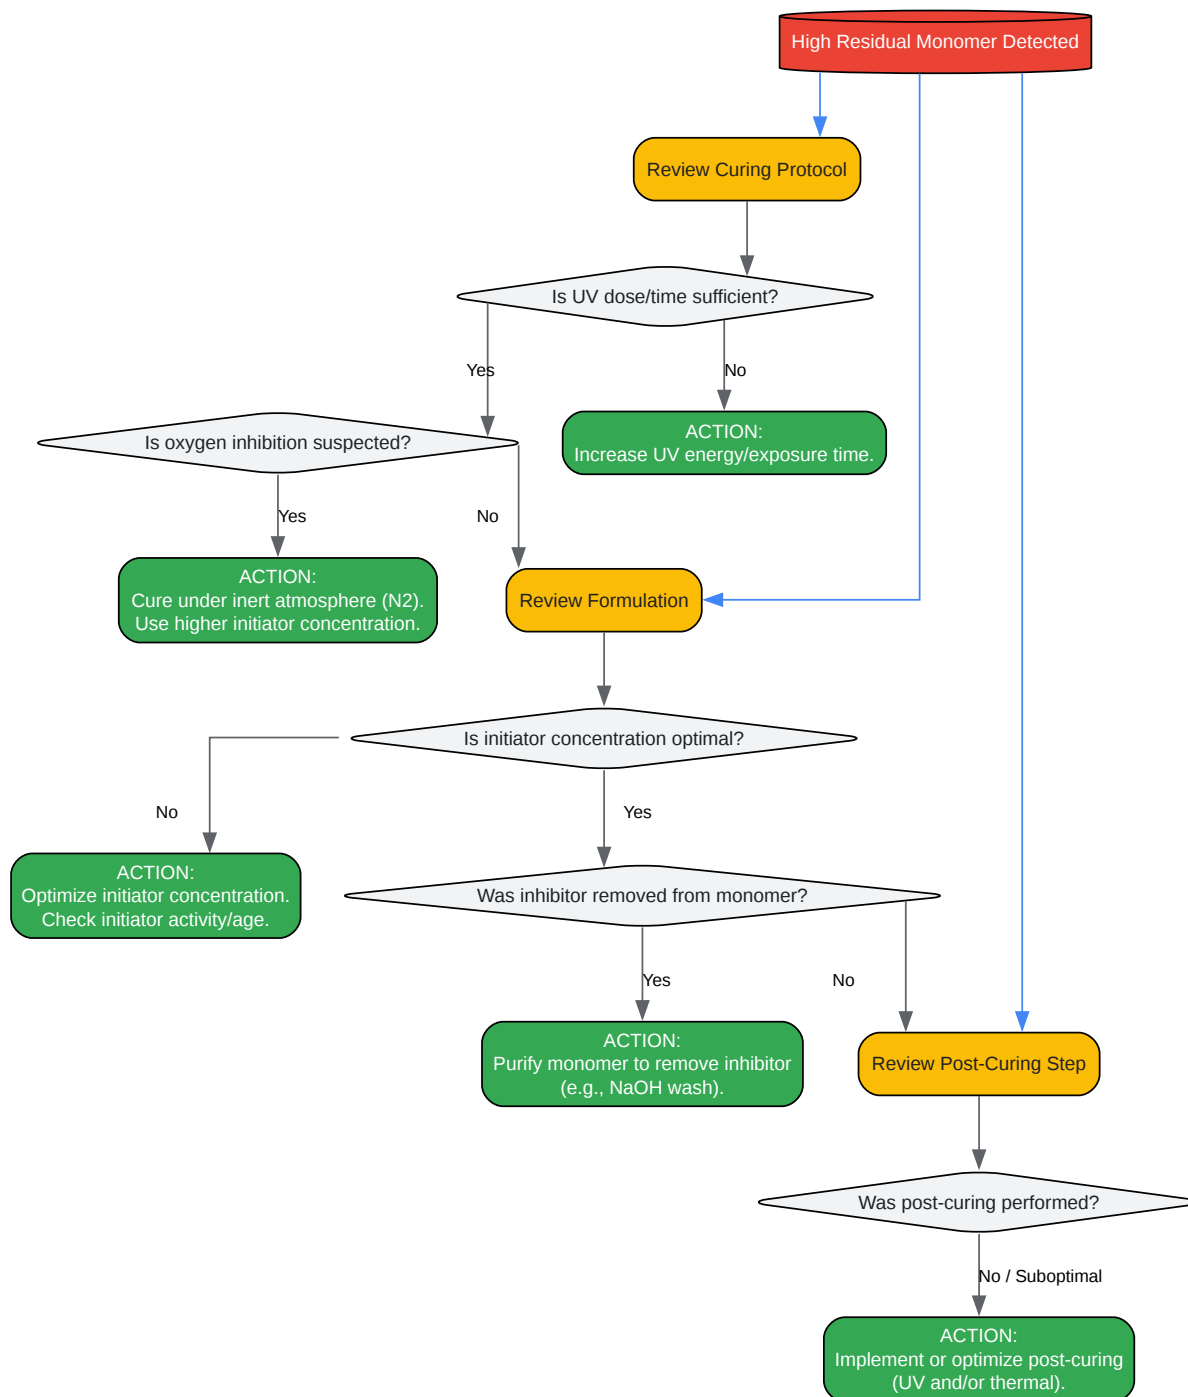 High Residual Monomer Detected
Review Curing Protocol
Is UV dose/time sufficient?
Yes
No
Is oxygen inhibition suspected?
ACTION:
Increase UV energy/exposure time.
Yes
No
ACTION:
Cure under inert atmosphere (N2).
Use higher initiator concentration.
Review Formulation
Is initiator concentration optimal?
No
Yes
ACTION:
Optimize initiator concentration.
Check initiator activity/age.
Was inhibitor removed from monomer?
Yes
No
ACTION:
Purify monomer to remove inhibitor
(e.g., NaOH wash).
Review Post-Curing Step
Was post-curing performed?
No / Suboptimal
ACTION:
Implement or optimize post-curing
(UV and/or thermal).